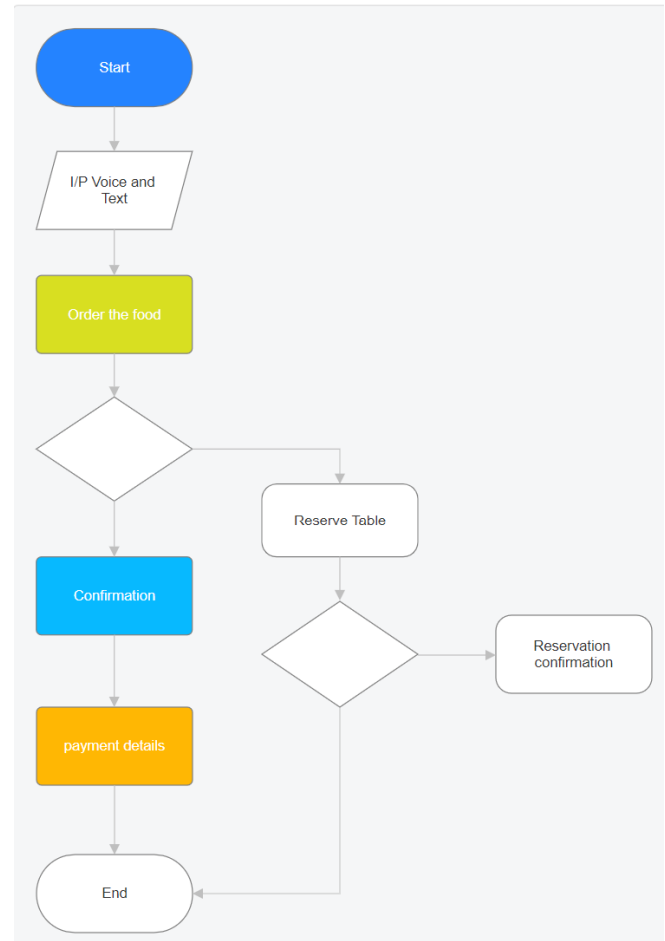 Start
I/P Voice and
Text
Order the food
Reserve Table
Confirmation
Reservation
confirmation
payment details
End